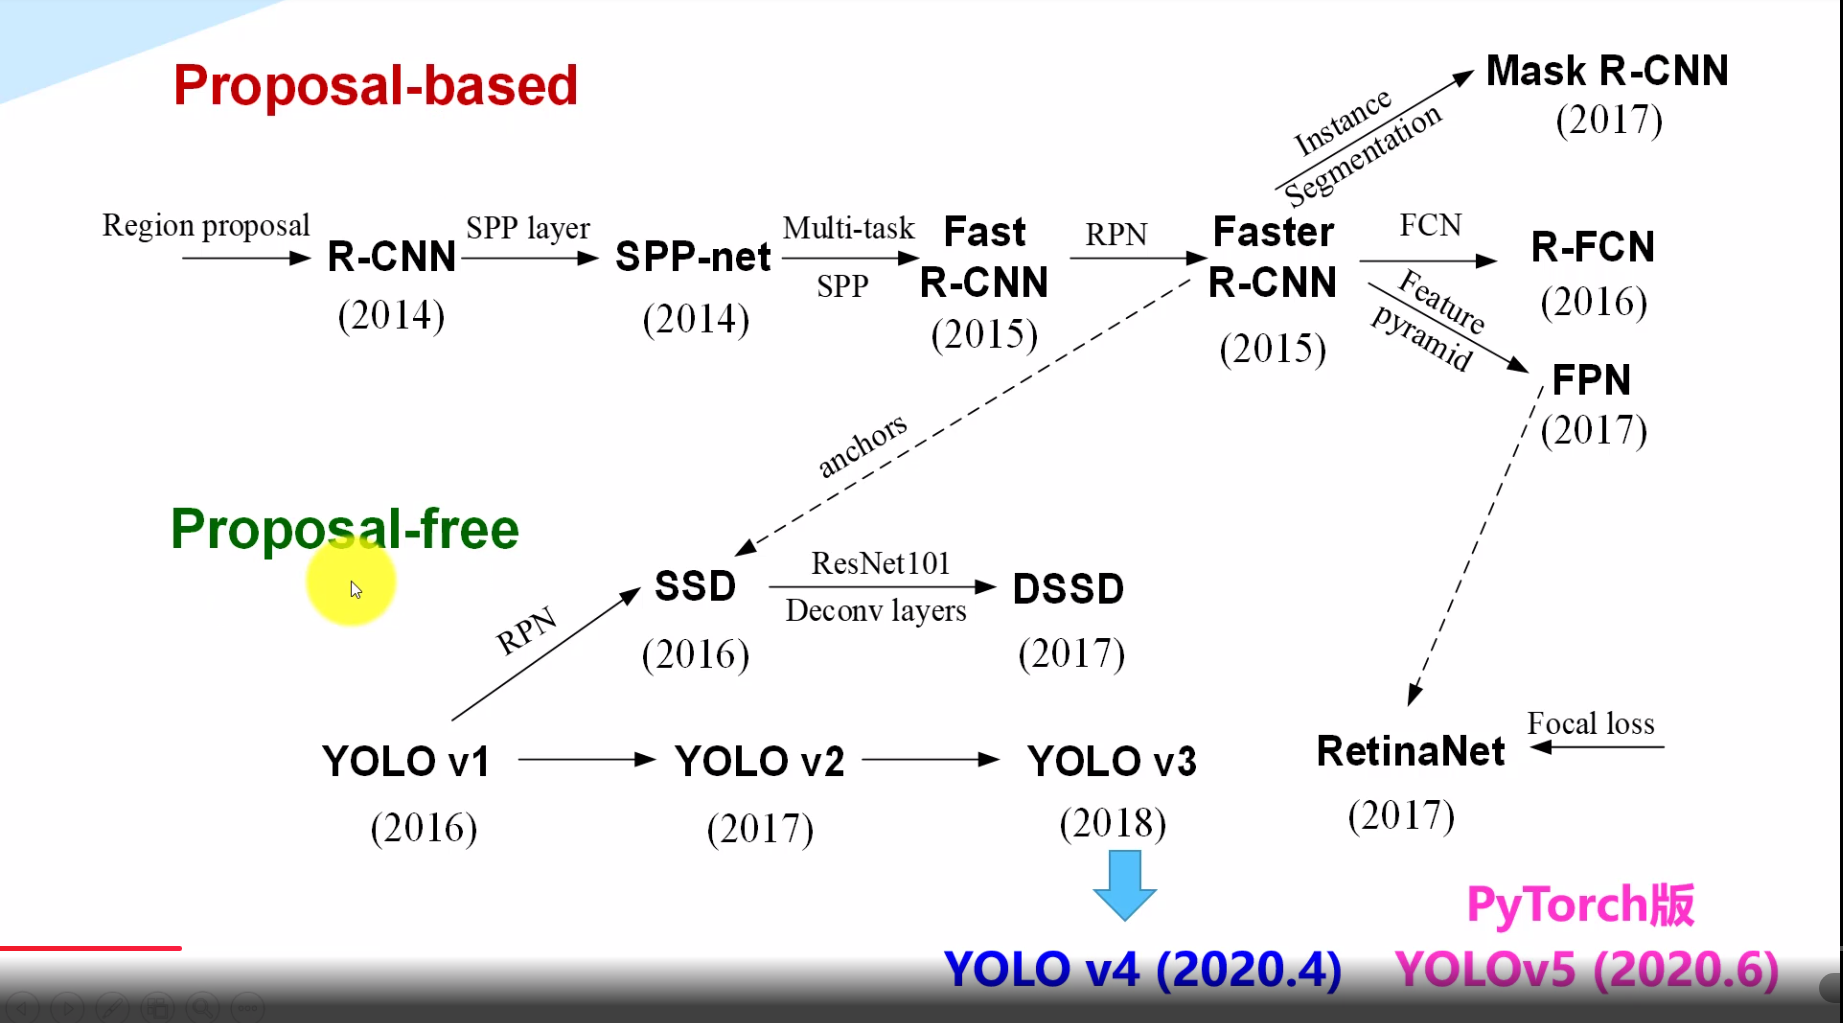 Proposal-based
Mask R-CNN
(2017)
Instance
Segmentation
Region proposal
R-CNN
(2014)
SPP layer
SPP-net
(2014)
Multi-task
SPP
Fast
R-CNN
(2015)
RPN
Faster
R-CNN
(2015)
FCN
R-FCN
(2016)
Feature
pyramid
FPN
(2017)
anchors
Proposal-free
RPN
SSD
(2016)
ResNet101
Deconv layers
DSSD
(2017)
YOLO v1
(2016)
YOLO v2
(2017)
YOLO v3
(2018)
RetinaNet
(2017)
Focal loss
YOLO v4 (2020.4)
PyTorch版
YOLOv5 (2020.6)